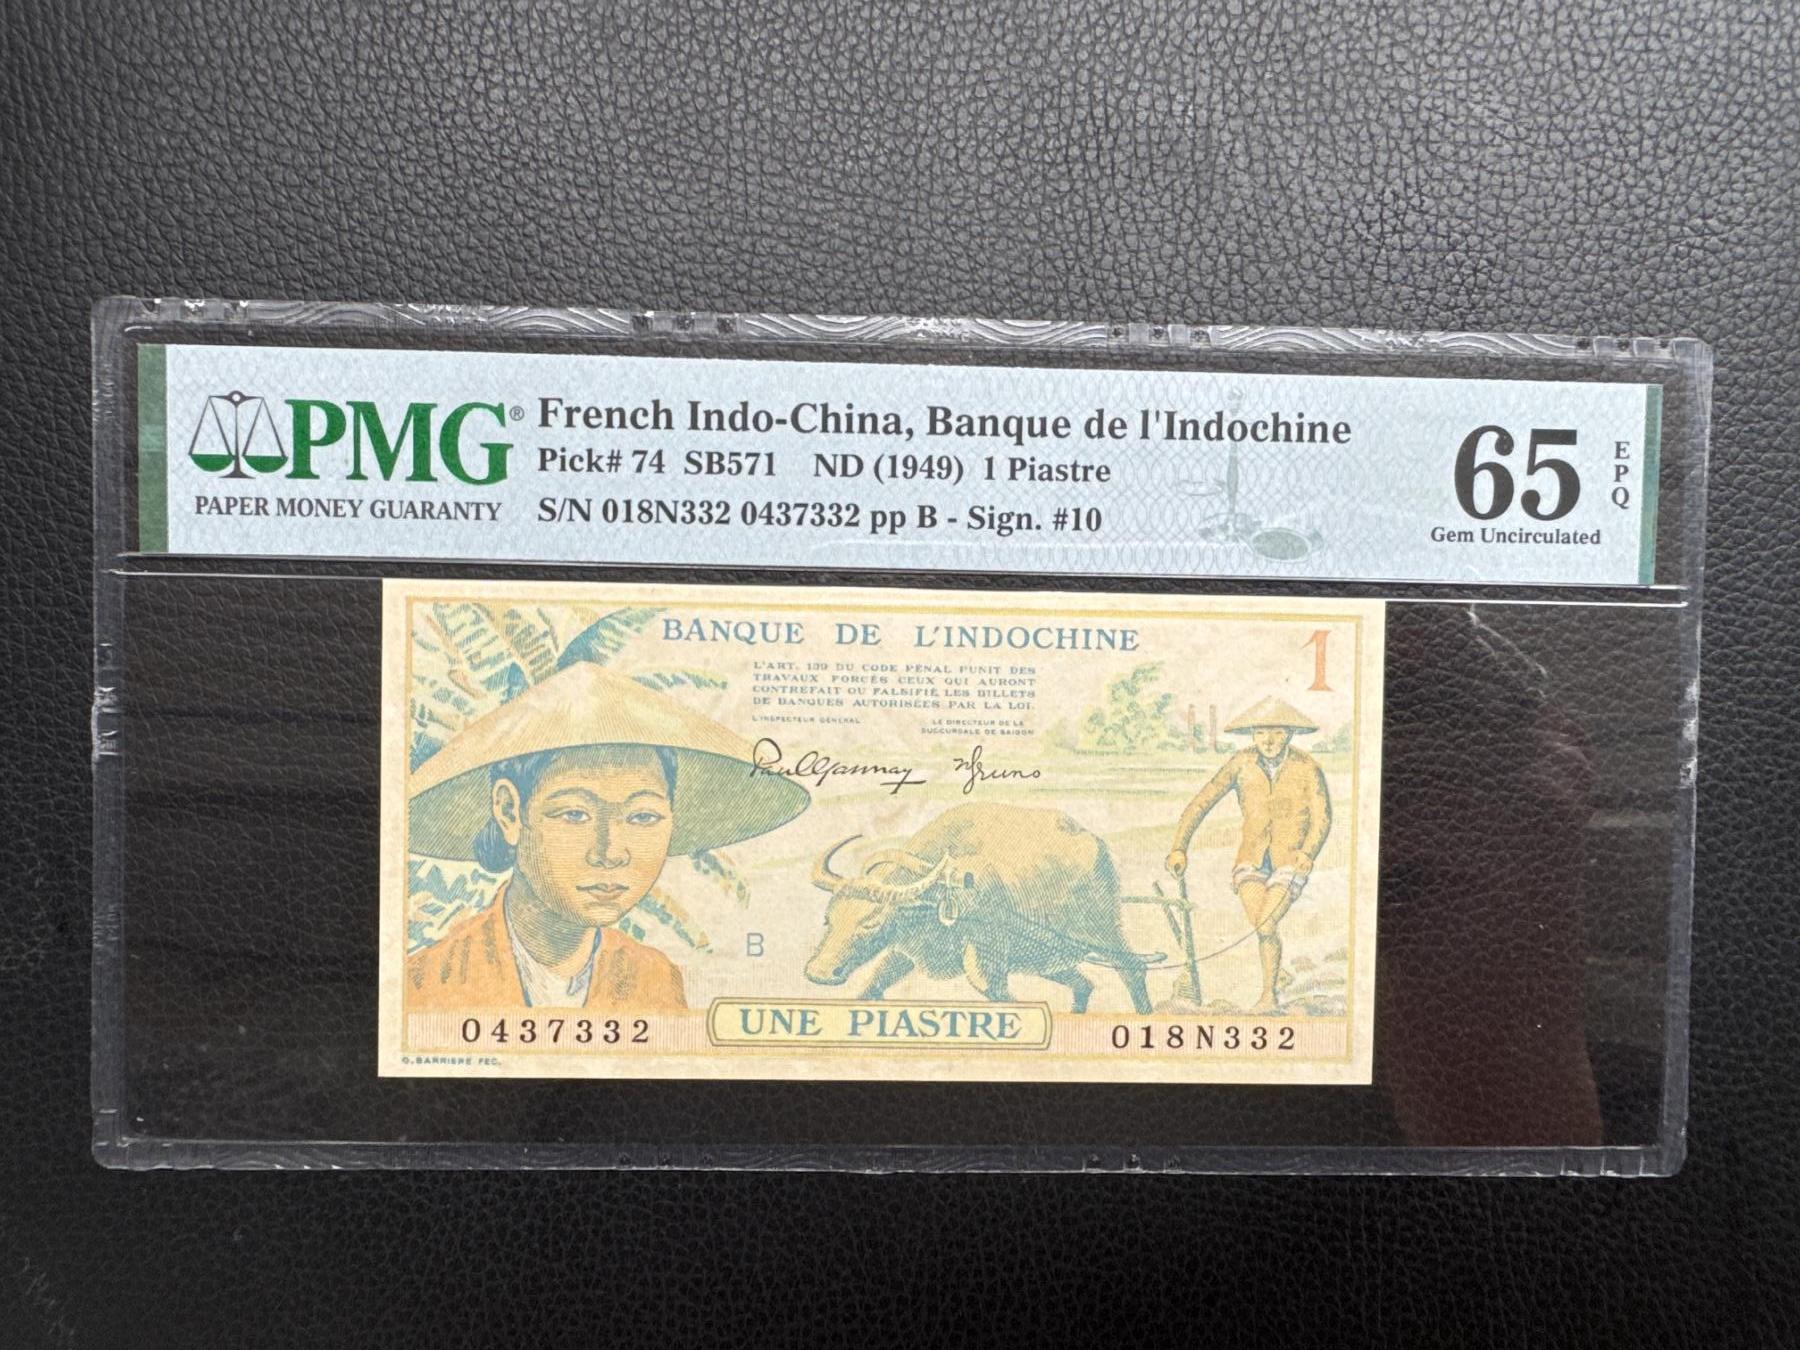 PMG®
PAPER MONEY GUARANTY
French Indo-China, Banque de l'Indochine
Pick# 74 SB571 ND (1949) 1 Piastre
S/N 018N332 0437332 pp B - Sign. #10
65
EPQ
Gem Uncirculated
BANQUE DE L'INDOCHINE
1
L'ART. 139 DU CODE PÉNAL PUNIT DES
TRAVAUX FORCÉS CEUX QUI AURONT
CONTREFAIT OU FALSIFIÉ LES BILLETS
DE BANQUES AUTORISÉES PAR LA LOI.
L'INSPECTEUR GÉNÉRAL
LE DIRECTEUR DE LA
SUCCURSALE DE SAIGON
B
0437332
UNE PIASTRE
018N332
O. BARRIERE FEC.